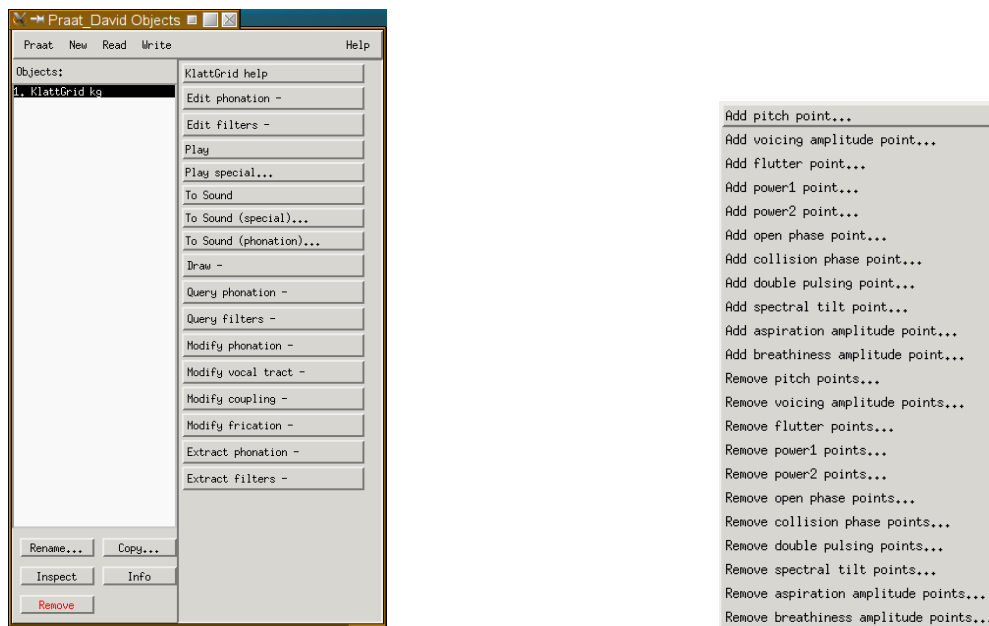 Praat_David Objects
Praat New Read Write Help
Objects:
1. KlattGrid kg
KlattGrid help
Edit phonation -
Edit filters -
Play
Play special...
To Sound
To Sound (special)...
To Sound (phonation)...
Draw -
Query phonation -
Query filters -
Modify phonation -
Modify vocal tract -
Modify coupling -
Modify frication -
Extract phonation -
Extract filters -
Rename... Copy...
Inspect Info
Remove
Add pitch point...
Add voicing amplitude point...
Add flutter point...
Add power1 point...
Add power2 point...
Add open phase point...
Add collision phase point...
Add double pulsing point...
Add spectral tilt point...
Add aspiration amplitude point...
Add breathiness amplitude point...
Remove pitch points...
Remove voicing amplitude points...
Remove flutter points...
Remove power1 points...
Remove power2 points...
Remove open phase points...
Remove collision phase points...
Remove double pulsing points...
Remove spectral tilt points...
Remove aspiration amplitude points...
Remove breathiness amplitude points..